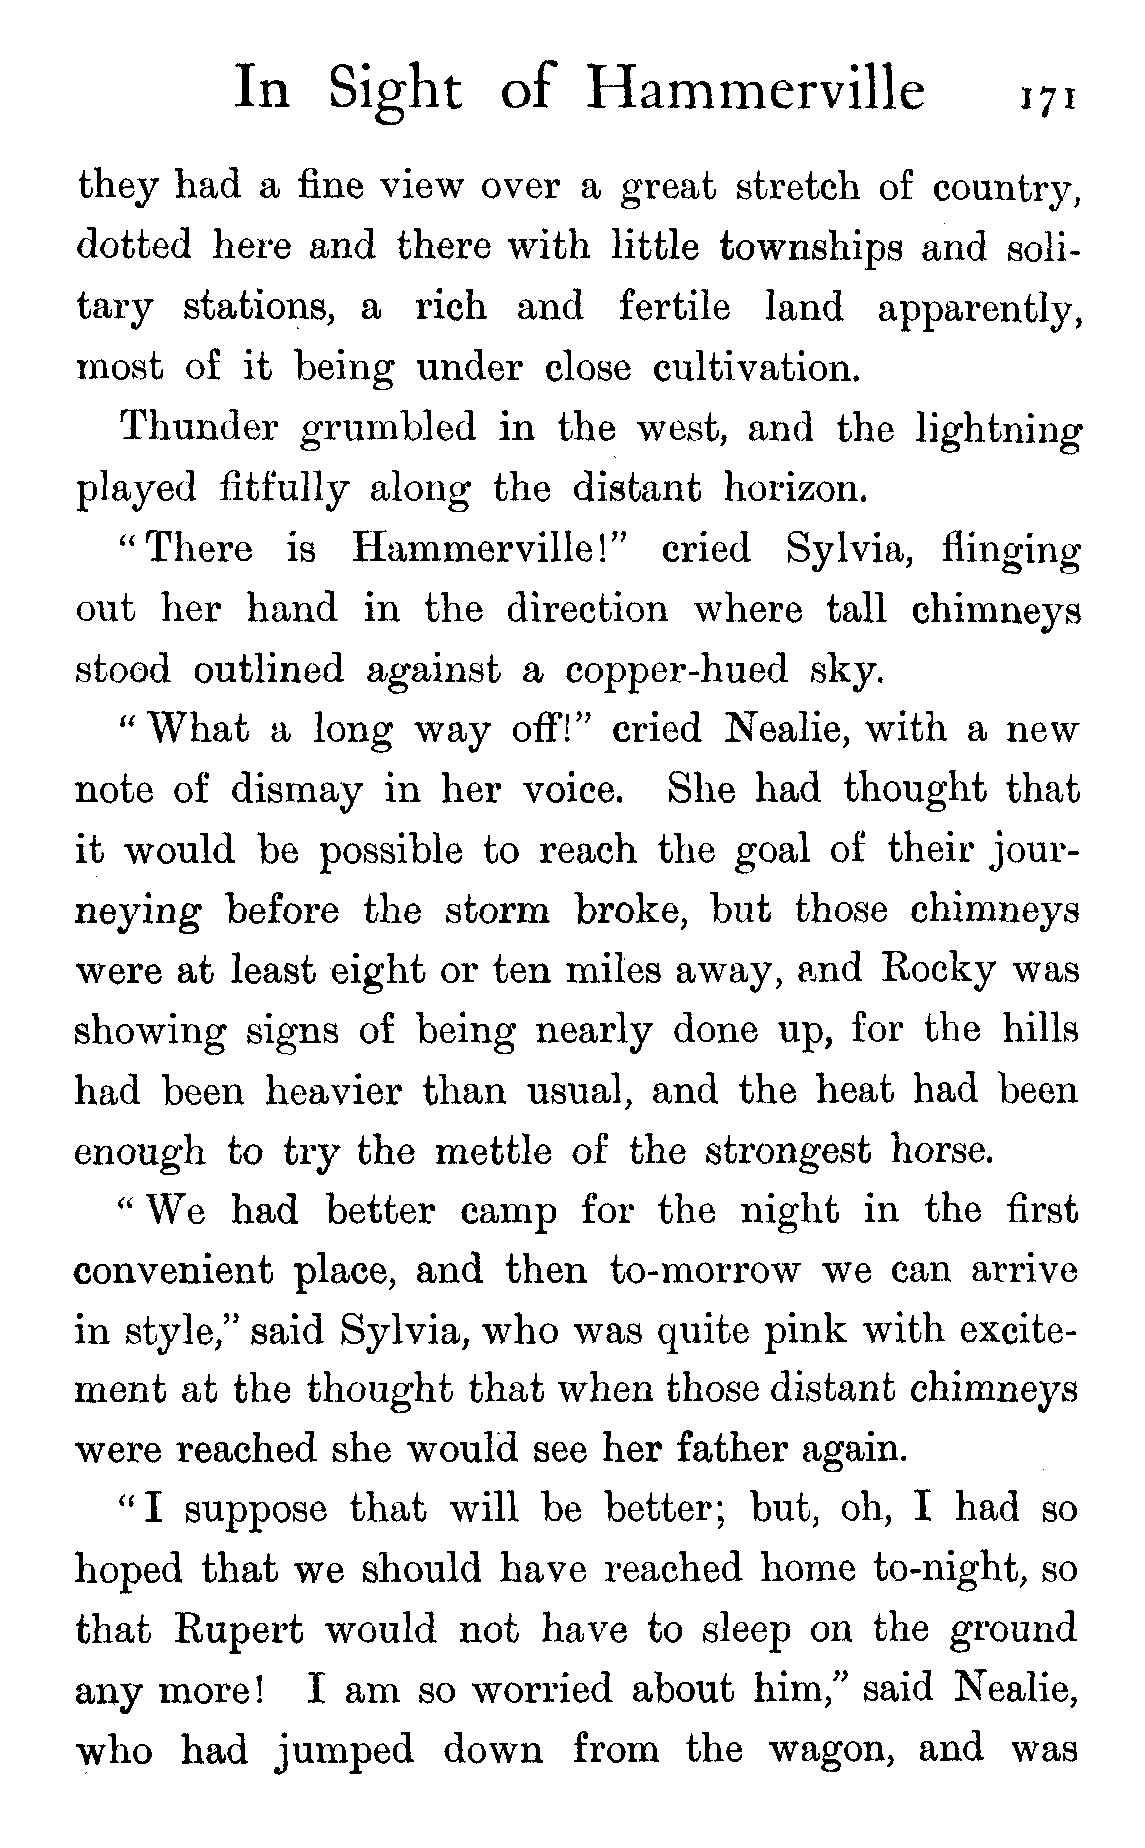 In Sight of Hammerville 171
they had a fine view over a great stretch of country,
dotted here and there with little townships and soli-
tary stations, a rich and fertile land apparently,
most of it being under close cultivation.
Thunder grumbled in the west, and the lightning
played fitfully along the distant horizon.
"There is Hammerville!" cried Sylvia, flinging
out her hand in the direction where tall chimneys
stood outlined against a copper-hued sky.
"What a long way off!" cried Nealie, with a new
note of dismay in her voice. She had thought that
it would be possible to reach the goal of their jour-
neying before the storm broke, but those chimneys
were at least eight or ten miles away, and Rocky was
showing signs of being nearly done up, for the hills
had been heavier than usual, and the heat had been
enough to try the mettle of the strongest horse.
"We had better camp for the night in the first
convenient place, and then to-morrow we can arrive
in style," said Sylvia, who was quite pink with excite-
ment at the thought that when those distant chimneys
were reached she would see her father again.
"I suppose that will be better; but, oh, I had so
hoped that we should have reached home to-night, so
that Rupert would not have to sleep on the ground
any more! I am so worried about him," said Nealie,
who had jumped down from the wagon, and was